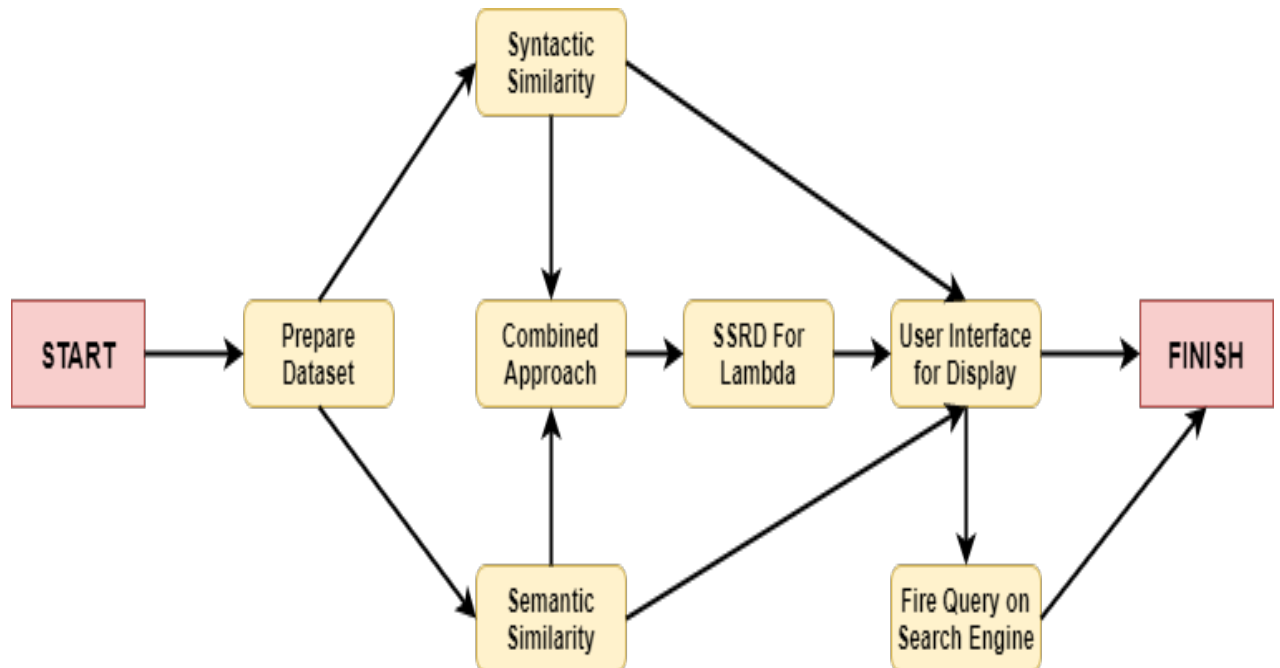 Syntactic
Similarity
START
Prepare
Dataset
Combined
Approach
SSRD For
Lambda
User Interface
for Display
FINISH
Semantic
Similarity
Fire Query on
Search Engine